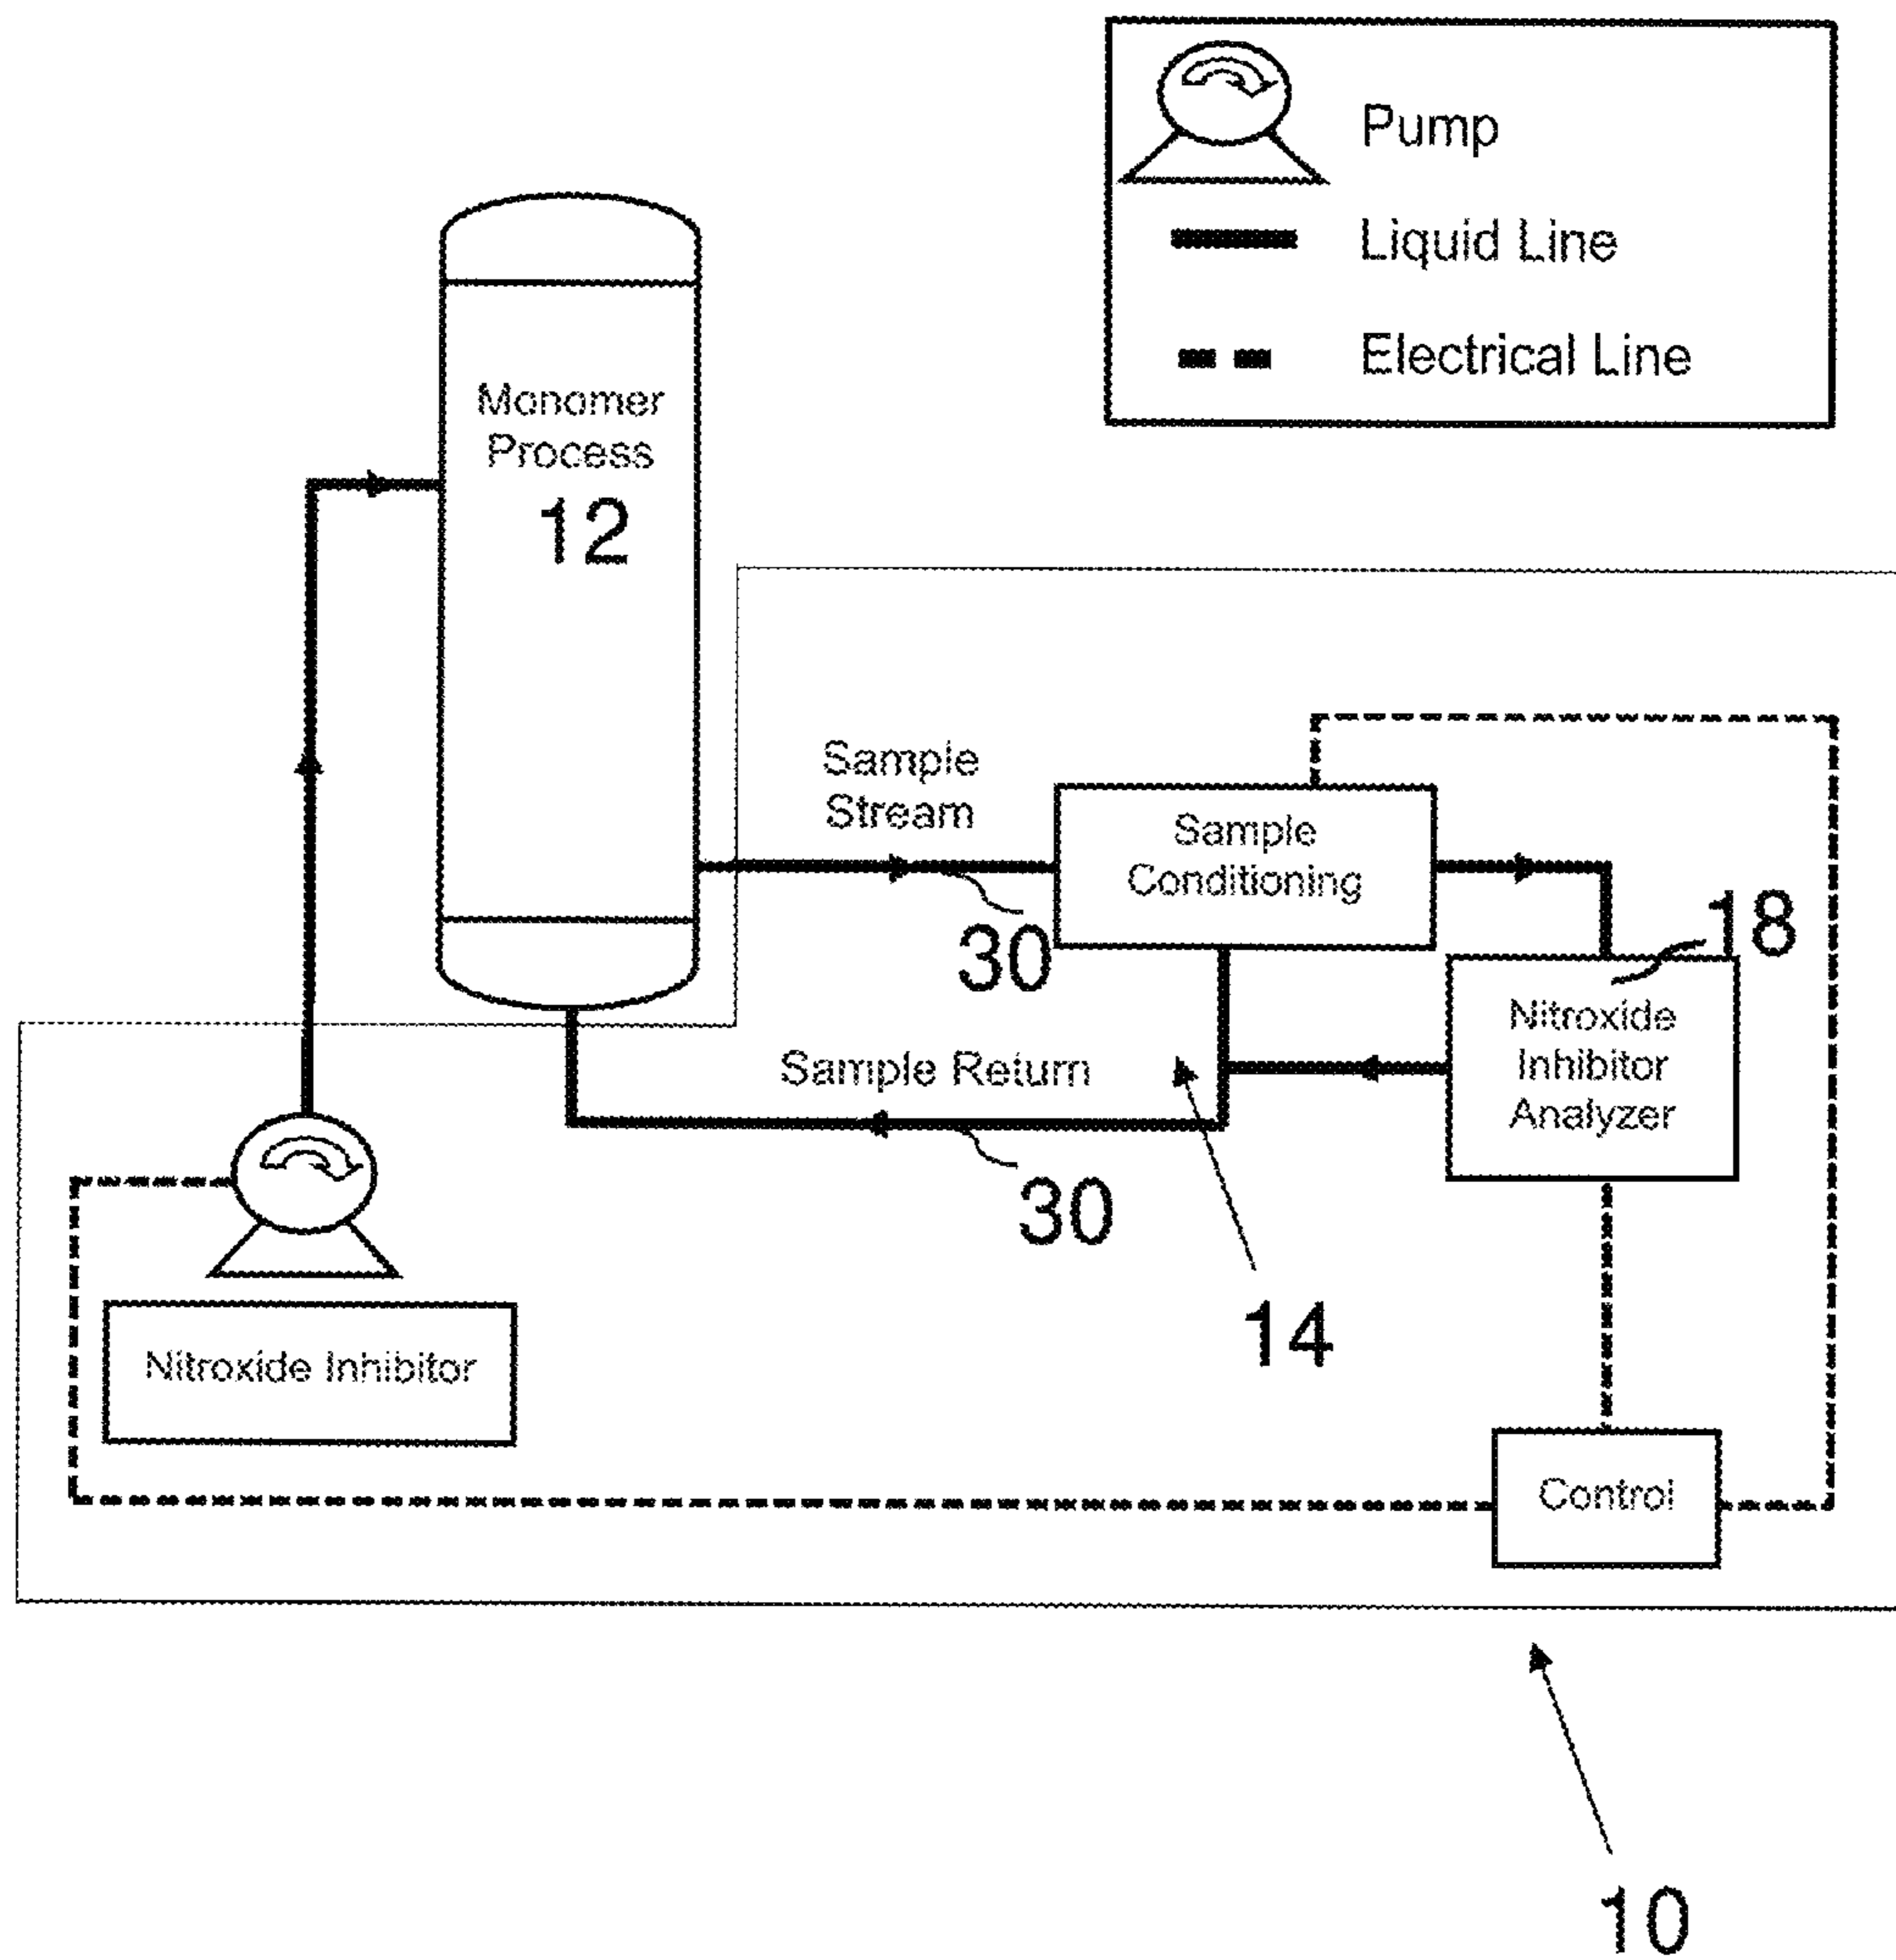 Pump
Liquid Line
Electrical Line
Monomer
Process
12
Sample
Stream
Sample
Conditioning
30
18
Nitroxide
Inhibitor
Analyzer
Sample Return
30
14
Nitroxide Inhibitor
Control
10